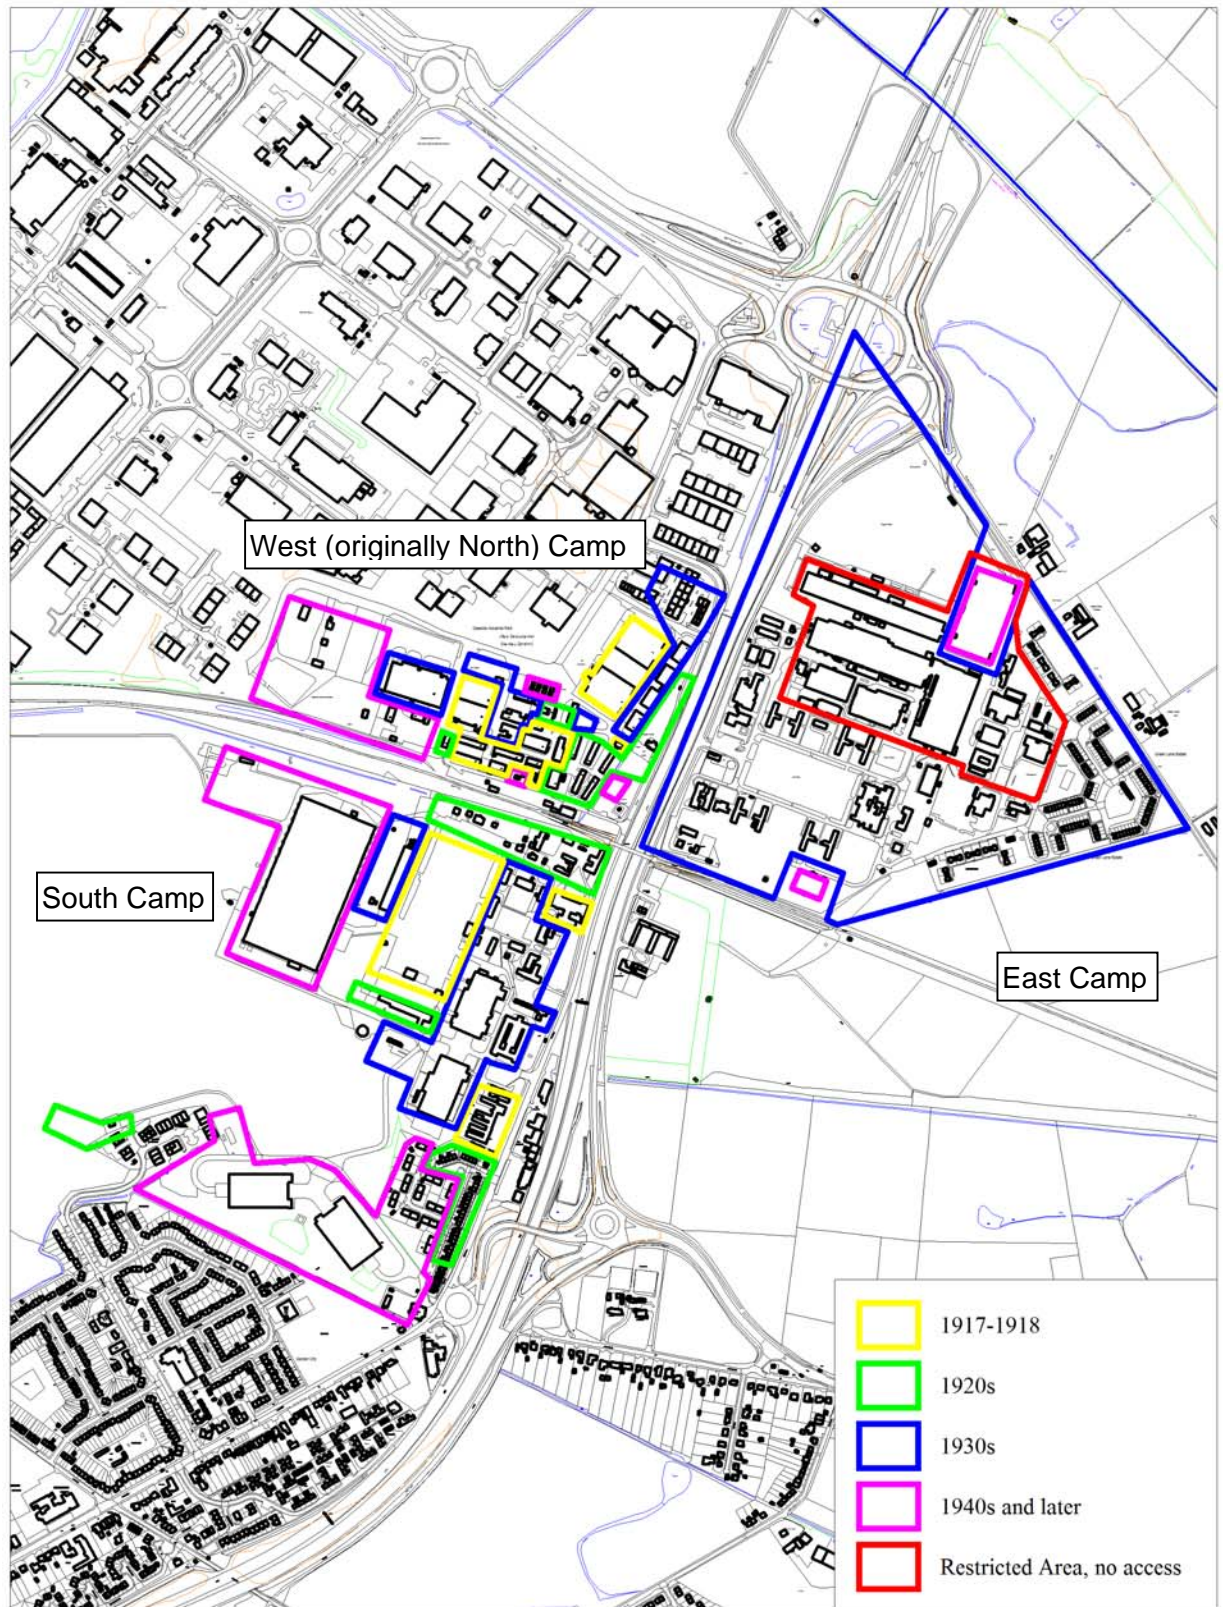 West (originally North) Camp
South Camp
East Camp
1917-1918
1920s
1930s
1940s and later
Restricted Area, no access